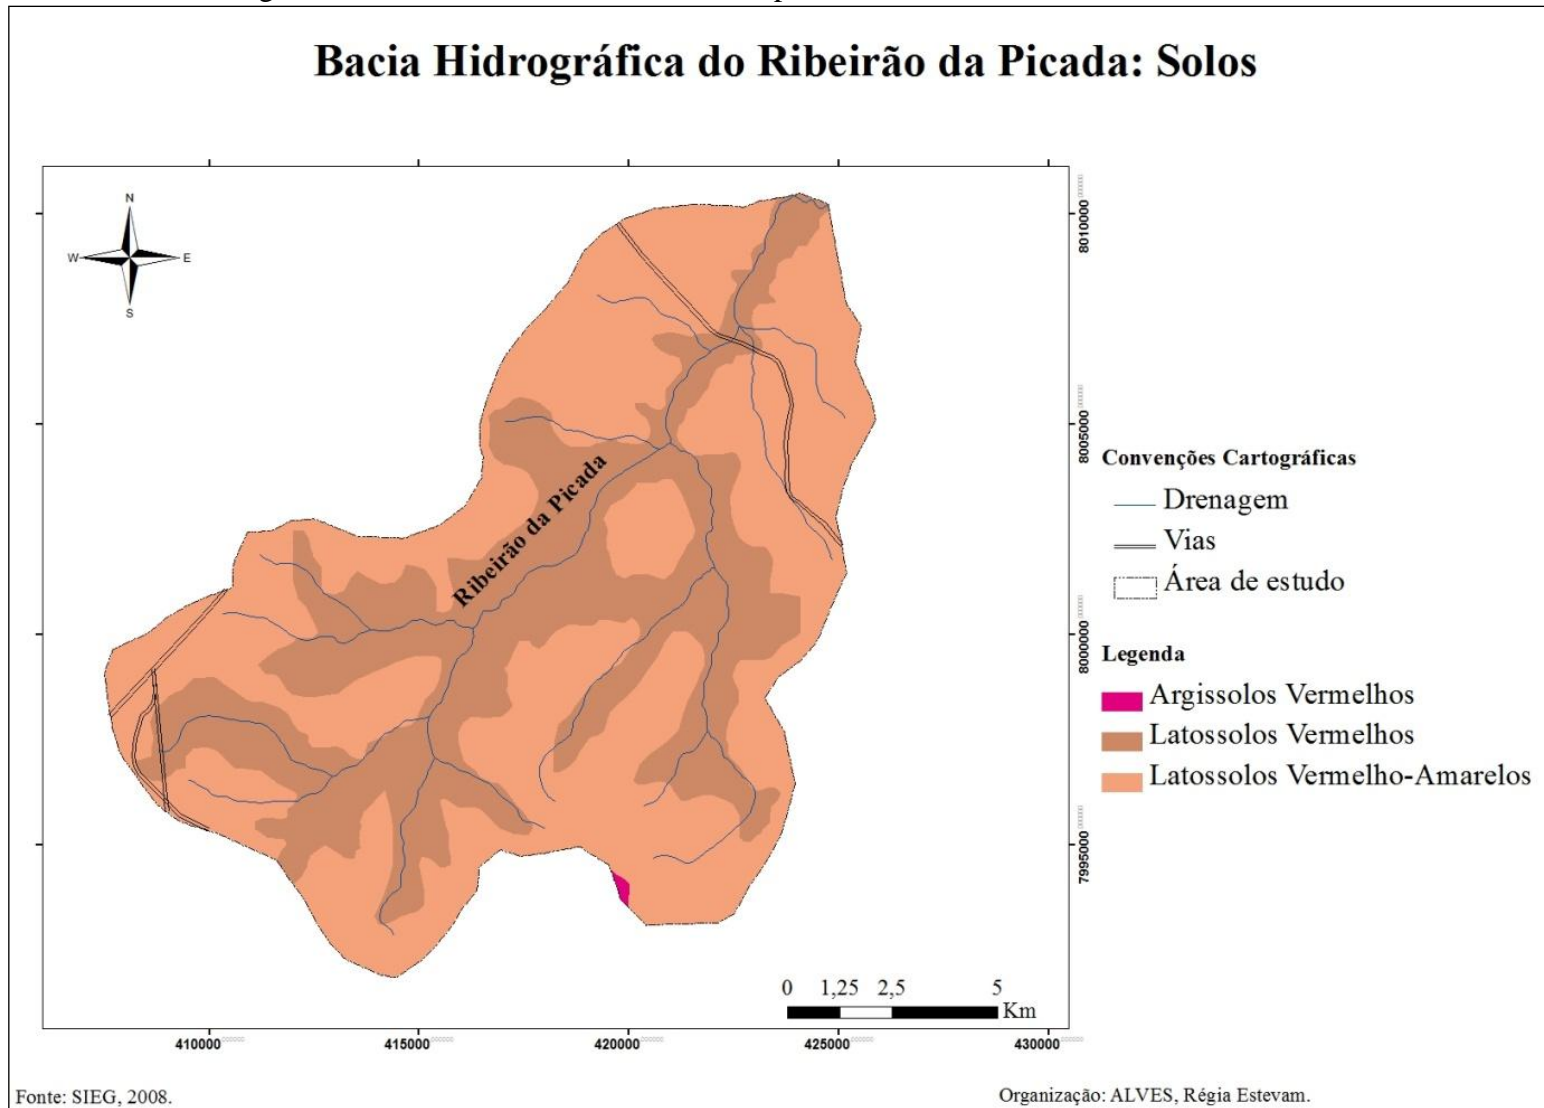 Bacia Hidrográfica do Ribeirão da Picada: Solos
N
W E
S
8010000
8005000
8000000
7995000
Ribeirão da Picada
Convenções Cartográficas
Drenagem
Vias
Área de estudo
Legenda
Argissolos Vermelhos
Latossolos Vermelhos
Latossolos Vermelho-Amarelos
0 1,25 2,5 5
Km
410000 415000 420000 425000 430000
Fonte: SIEG, 2008.
Organização: ALVES, Régia Estevam.